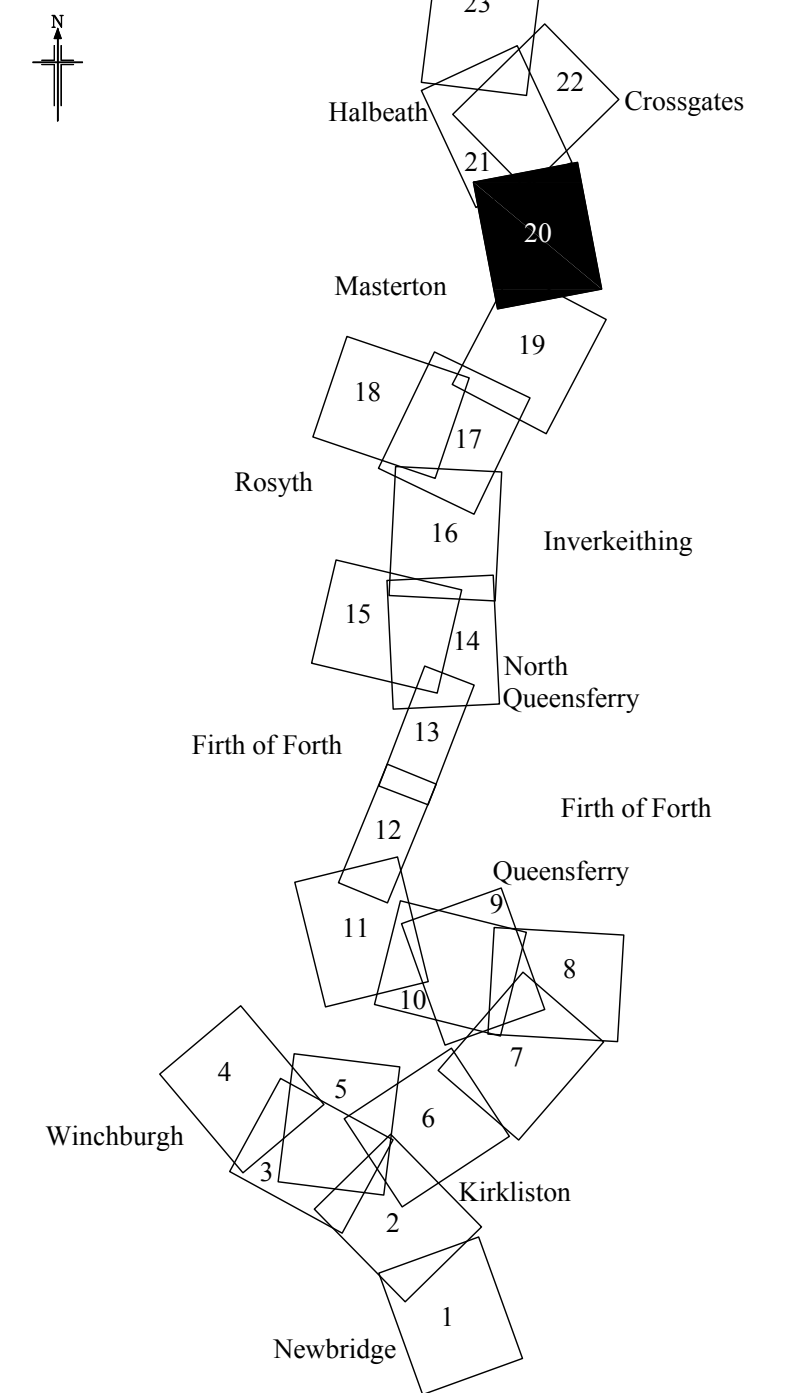 N
23
22
Halbeath
Crossgates
21
20
Masterton
19
18
17
Rosyth
16
Inverkeithing
15
14
North
Queensferry
13
Firth of Forth
Firth of Forth
12
Queensferry
9
11
8
10
7
4
5
6
Winchburgh
3
Kirkliston
2
1
Newbridge